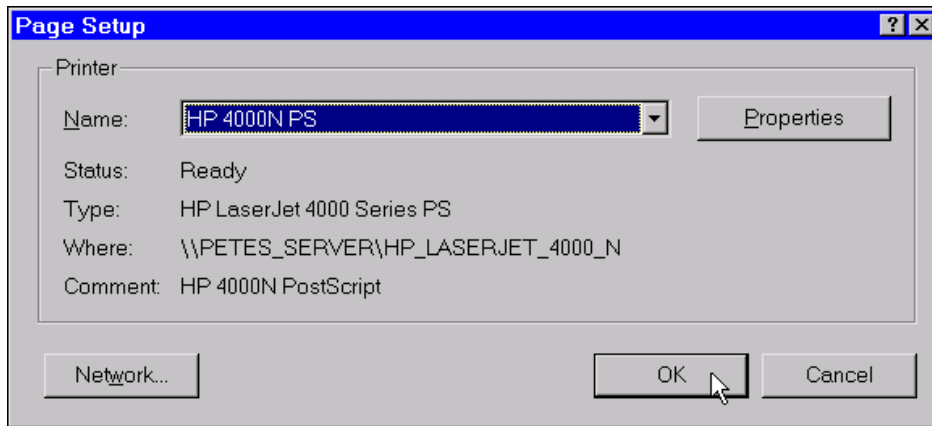 Page Setup
Printer
Name: HP 4000N PS Properties
Status: Ready
Type: HP LaserJet 4000 Series PS
Where: \\PETES_SERVER\HP_LASERJET_4000_N
Comment: HP 4000N PostScript
Network... OK Cancel